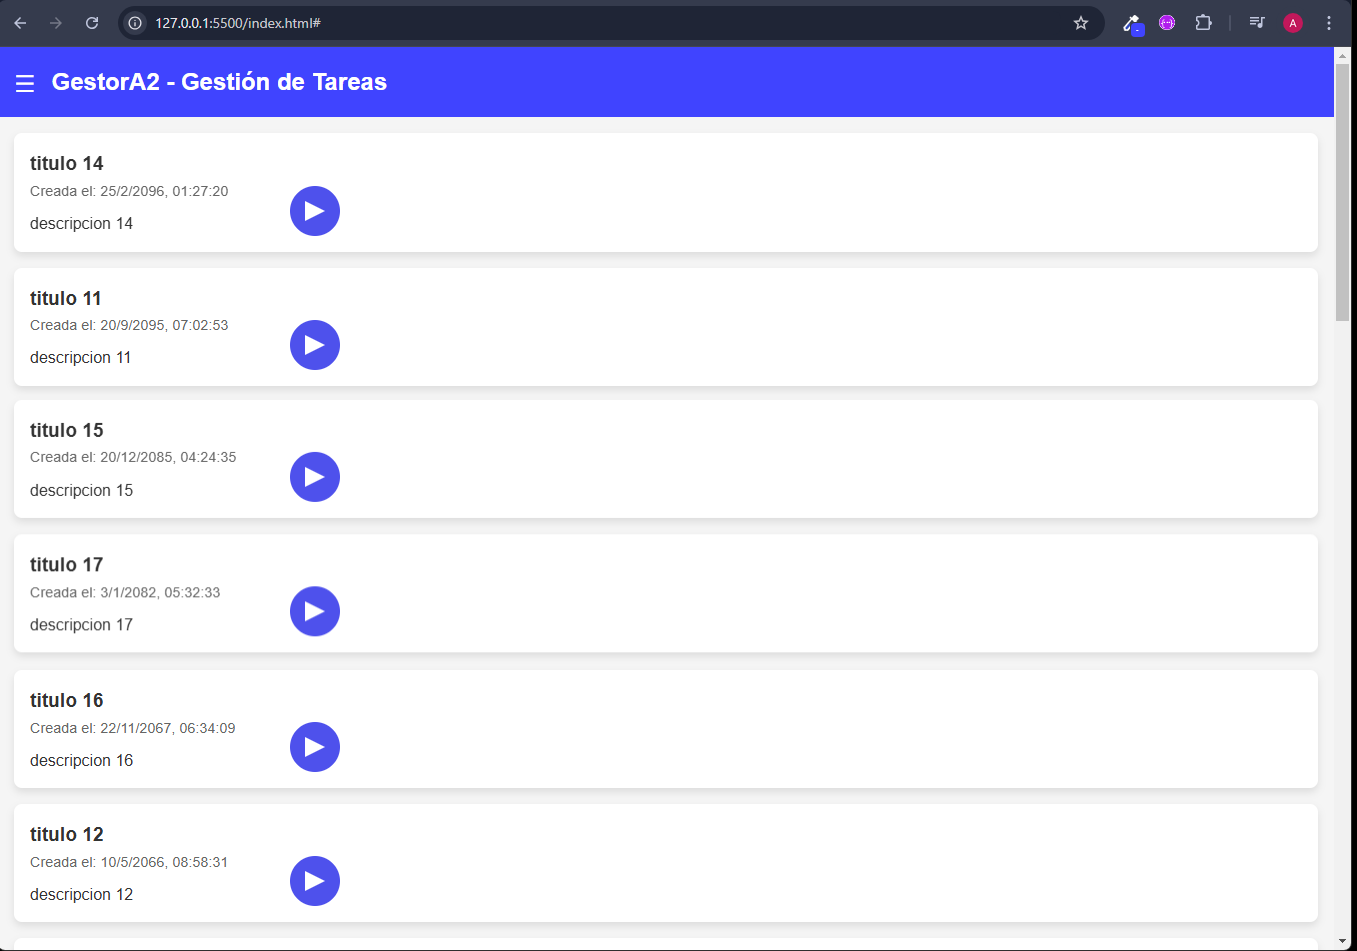 127.0.0.1:5500/index.html#
A
GestorA2 - Gestión de Tareas
titulo 14
Creada el: 25/2/2096, 01:27:20
descripcion 14
titulo 11
Creada el: 20/9/2095, 07:02:53
descripcion 11
titulo 15
Creada el: 20/12/2085, 04:24:35
descripcion 15
titulo 17
Creada el: 3/1/2082, 05:32:33
descripcion 17
titulo 16
Creada el: 22/11/2067, 06:34:09
descripcion 16
titulo 12
Creada el: 10/5/2066, 08:58:31
descripcion 12